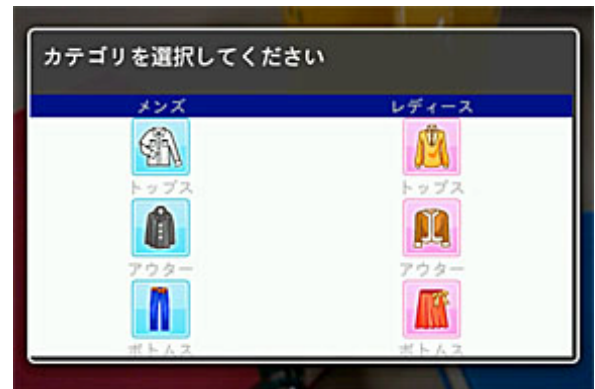 カテゴリを選択してください
メンズ レディース
トップス トップス
アウター アウター
ボトムス ボトムス